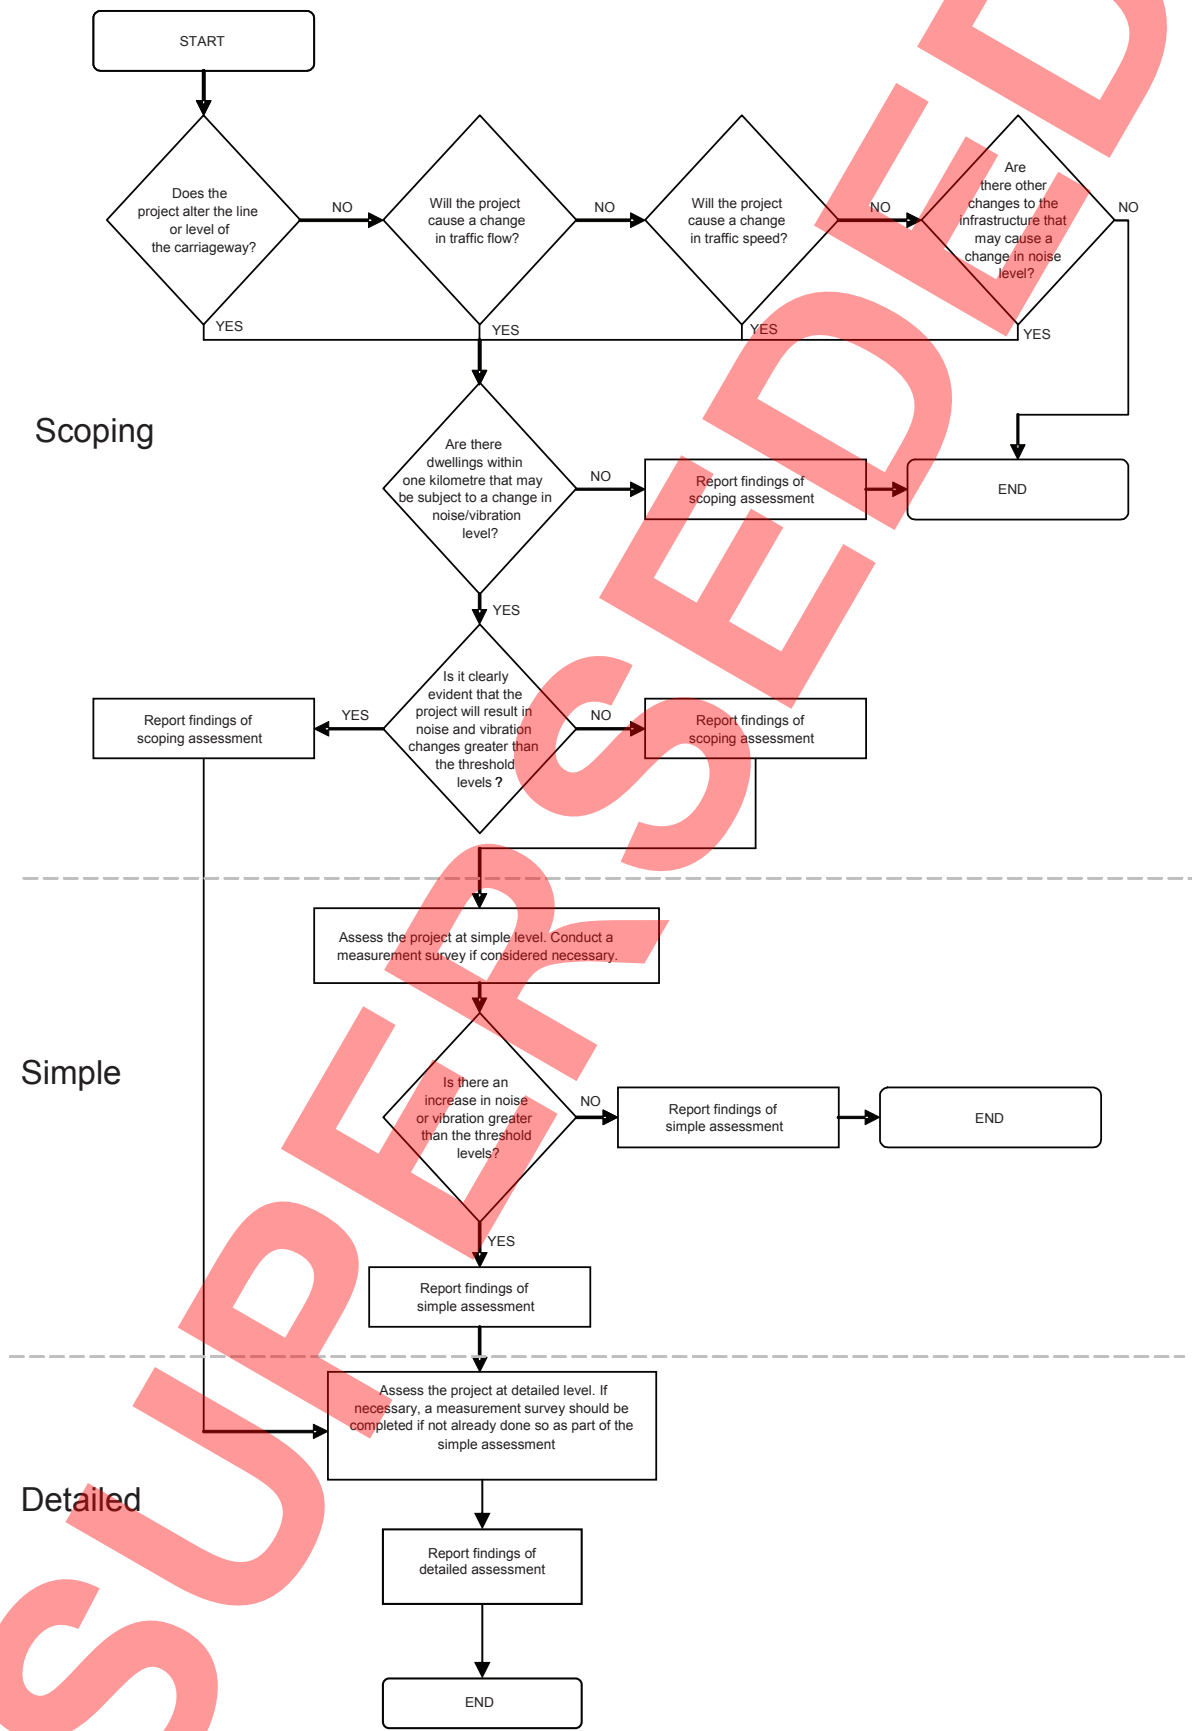 START
Does the
project alter the line
or level of
the carriageway?
NO
Will the project
cause a change
in traffic flow?
NO
Will the project
cause a change
in traffic speed?
NO
Are
there other
changes to the
infrastructure that
may cause a
change in noise
level?
NO
YES
YES
YES
YES
Scoping
Are there
dwellings within
one kilometre that may
be subject to a change in
noise/vibration
level?
NO
Report findings of
scoping assessment
END
YES
Is it clearly
evident that the
project will result in
noise and vibration
changes greater than
the threshold
levels ?
YES
Report findings of
scoping assessment
NO
Report findings of
scoping assessment
Assess the project at simple level. Conduct a
measurement survey if considered necessary.
Simple
Is there an
increase in noise
or vibration greater
than the threshold
levels?
NO
Report findings of
simple assessment
END
YES
Report findings of
simple assessment
Assess the project at detailed level. If
necessary, a measurement survey should be
completed if not already done so as part of the
simple assessment
Detailed
Report findings of
detailed assessment
END
SUPERSEDED